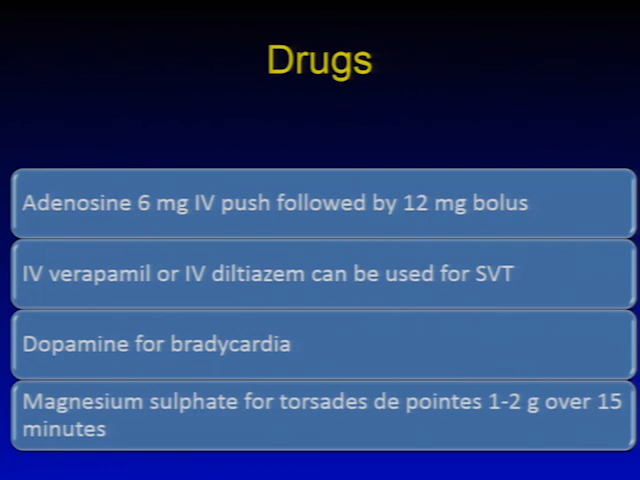 Drugs
Adenosine 6 mg IV push followed by 12 mg bolus
IV verapamil or IV diltiazem can be used for SVT
Dopamine for bradycardia
Magnesium sulphate for torsades de pointes 1-2 g over 15
minutes